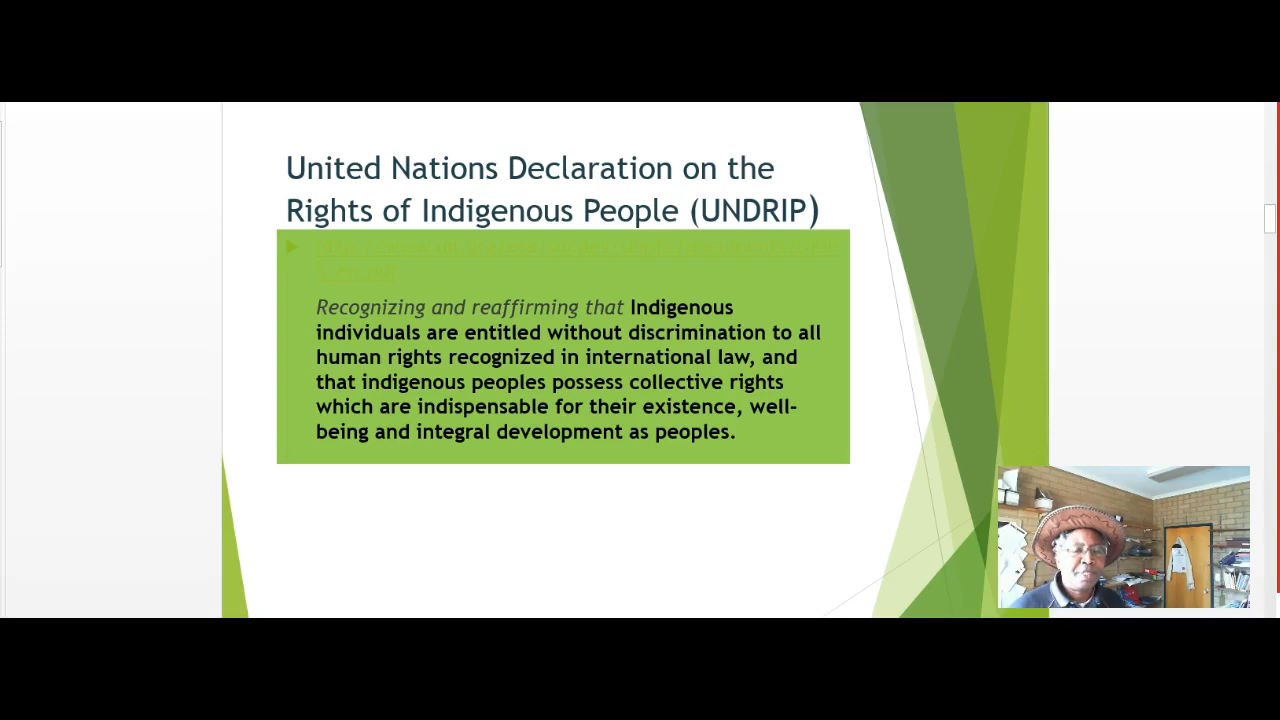 United Nations Declaration on the
Rights of Indigenous People (UNDRIP)
Recognizing and reaffirming that Indigenous
individuals are entitled without discrimination to all
human rights recognized in international law, and
that indigenous peoples possess collective rights
which are indispensable for their existence, well-
being and integral development as peoples.